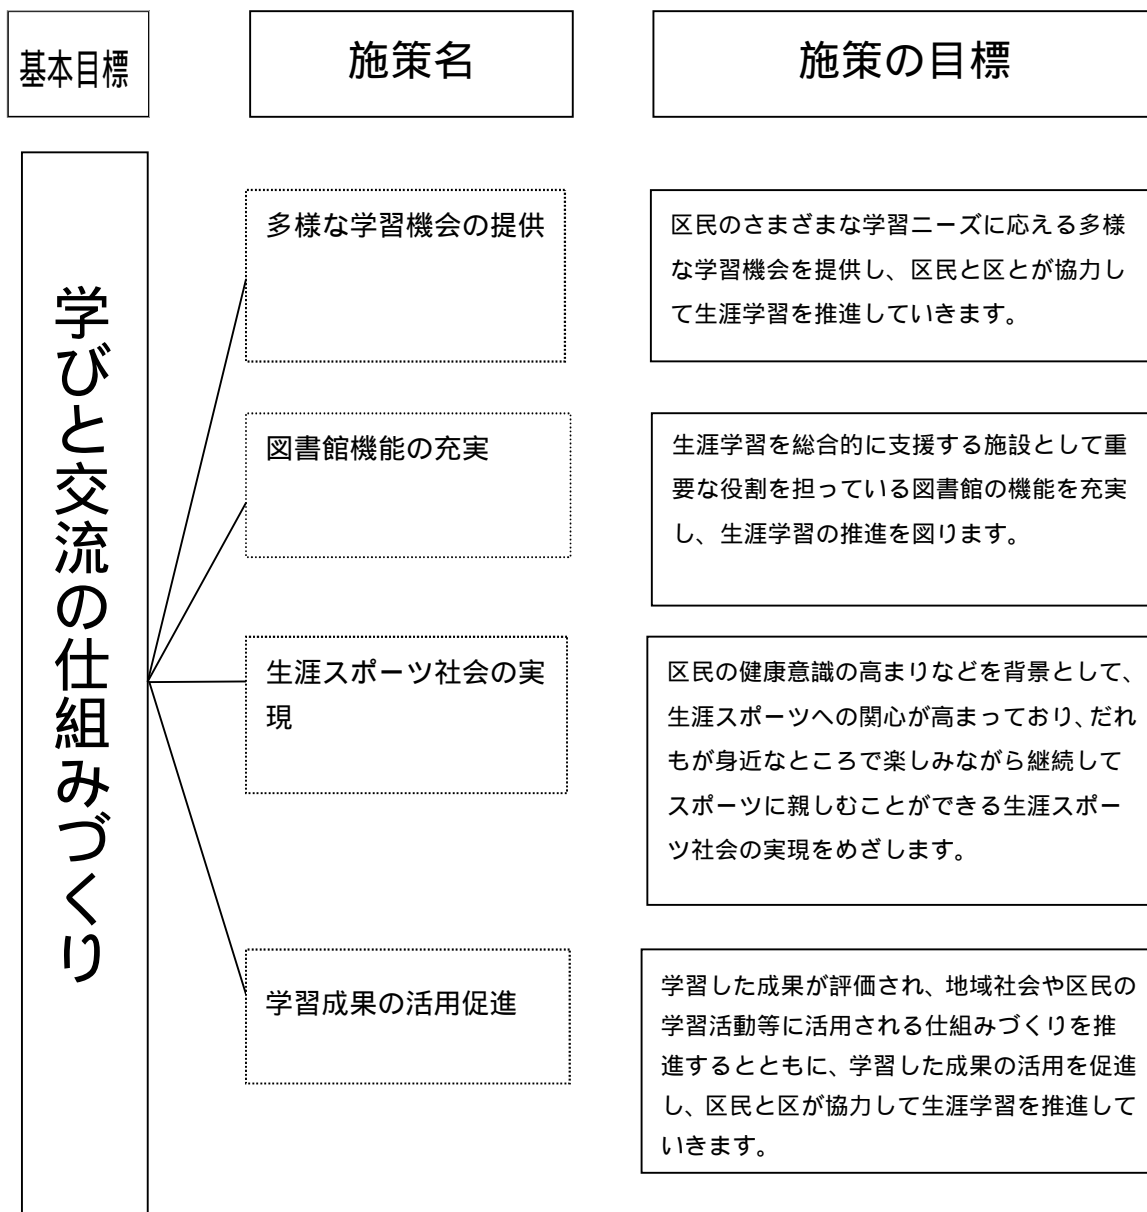 基本目標
施策名
施策の目標
学びと交流の仕組みづくり
多様な学習機会の提供
区民のさまざまな学習ニーズに応える多様
な学習機会を提供し、区民と区とが協力し
て生涯学習を推進していきます。
図書館機能の充実
生涯学習を総合的に支援する施設として重
要な役割を担っている図書館の機能を充実
し、生涯学習の推進を図ります。
生涯スポーツ社会の実
現
区民の健康意識の高まりなどを背景として、
生涯スポーツへの関心が高まっており、だれ
もが身近なところで楽しみながら継続して
スポーツに親しむことができる生涯スポー
ツ社会の実現をめざします。
学習成果の活用促進
学習した成果が評価され、地域社会や区民の
学習活動等に活用される仕組みづくりを推
進するとともに、学習した成果の活用を促進
し、区民と区が協力して生涯学習を推進して
いきます。